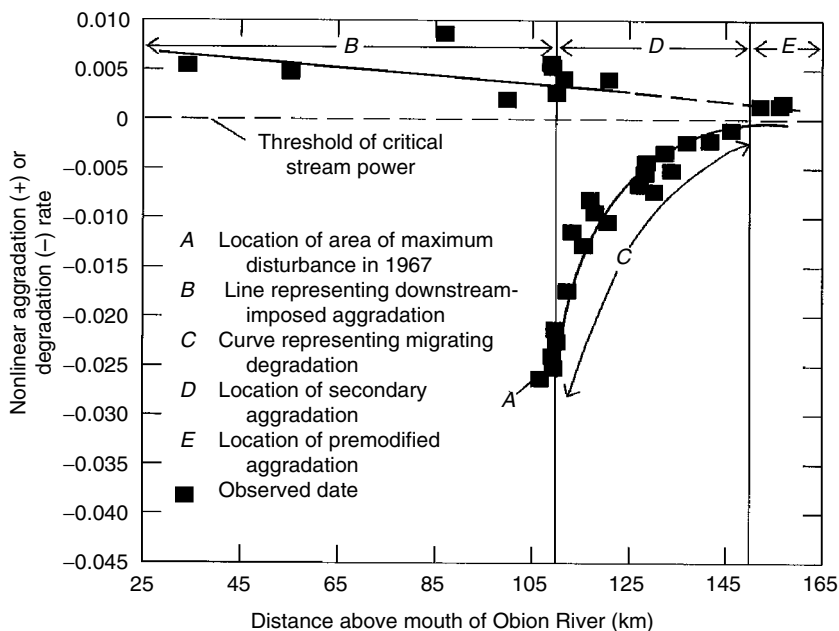 Nonlinear aggradation (+) or
degradation (–) rate
0.010
0.005
0
–0.005
–0.010
–0.015
–0.020
–0.025
–0.030
–0.035
–0.040
–0.045
B
D
E
Threshold of critical
stream power
A Location of area of maximum
disturbance in 1967
B Line representing downstream-
imposed aggradation
C Curve representing migrating
degradation
D Location of secondary
aggradation
E Location of premodified
aggradation
Observed date
C
A
25 45 65 85 105 125 145 165
Distance above mouth of Obion River (km)